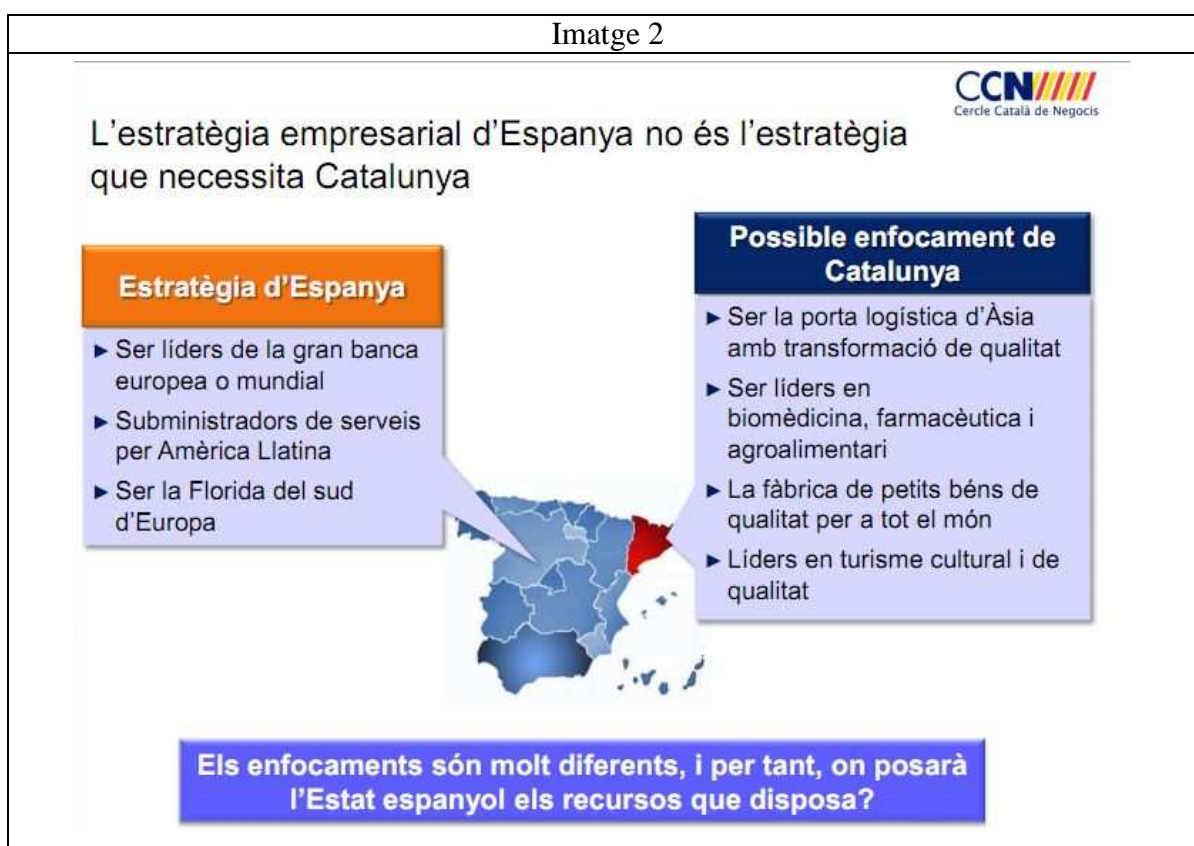 Imatge 2
CCN
Cercle Català de Negocis
L'estratègia empresarial d'Espanya no és l'estratègia
que necessita Catalunya
Estratègia d'Espanya
► Ser líders de la gran banca
europea o mundial
► Subministradors de serveis
per Amèrica Llatina
► Ser la Florida del sud
d'Europa
Possible enfocament de
Catalunya
► Ser la porta logística d'Àsia
amb transformació de qualitat
► Ser líders en
biomèdicina, farmacèutica i
agroalimentari
► La fàbrica de petits béns de
qualitat per a tot el món
► Líders en turisme cultural i de
qualitat
Els enfocaments són molt diferents, i per tant, on posarà
l'Estat espanyol els recursos que disposa?